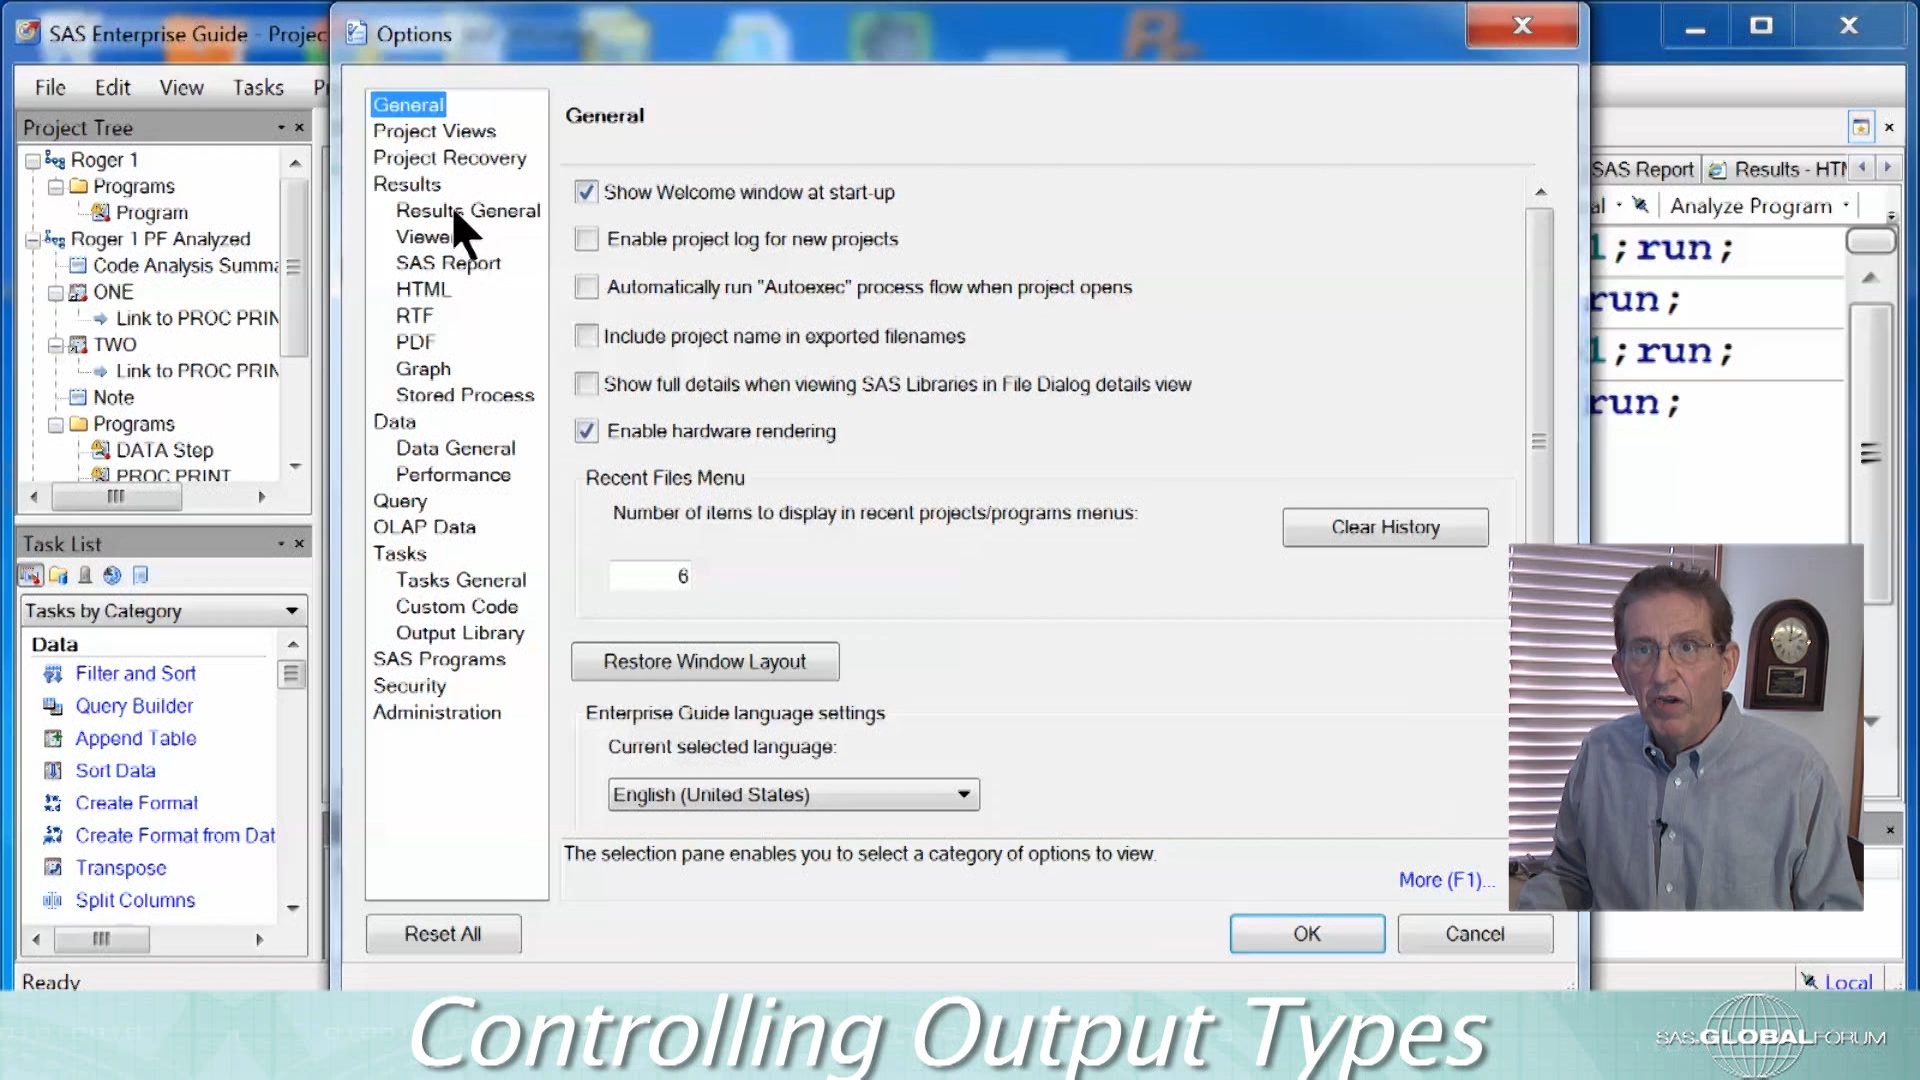 SAS Enterprise Guide - Projec
Options
File Edit View Tasks
Project Tree
Roger 1
Programs
Program
Roger 1 PF Analyzed
Code Analysis Summa
ONE
Link to PROC PRIN
TWO
Link to PROC PRIN
Note
Programs
DATA Step
PROC PRINT
Task List
Tasks by Category
Data
Filter and Sort
Query Builder
Append Table
Sort Data
Create Format
Create Format from Dat
Transpose
Split Columns
Ready
General
Project Views
Project Recovery
Results
Results General
Viewe
SAS Report
HTML
RTF
PDF
Graph
Stored Process
Data
Data General
Performance
Query
OLAP Data
Tasks
Tasks General
Custom Code
Output Library
SAS Programs
Security
Administration
Reset All
General
Show Welcome window at start-up
Enable project log for new projects
Automatically run "Autoexec" process flow when project opens
Include project name in exported filenames
Show full details when viewing SAS Libraries in File Dialog details view
Enable hardware rendering
Recent Files Menu
Number of items to display in recent projects/programs menus:
Clear History
6
Restore Window Layout
Enterprise Guide language settings
Current selected language:
English (United States)
The selection pane enables you to select a category of options to view.
More (F1)...
OK Cancel
SAS Report Results - HTM
al Analyze Program
1;run;
run;
1;run;
run;
Local
Controlling Output Types
SAS GLOBAL FORUM